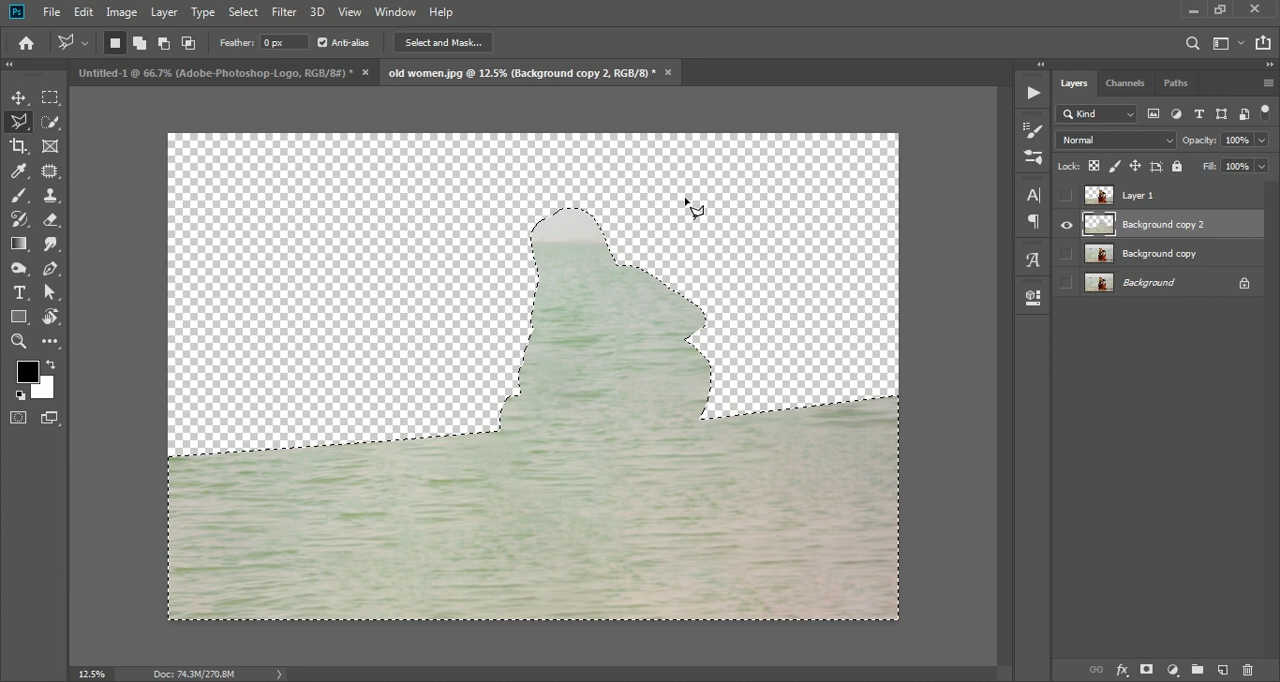 Ps File Edit Image Layer Type Select Filter 3D View Window Help
Feather: 0 px Anti-alias Select and Mask...
Untitled-1 @ 66.7% (Adobe-Photoshop-Logo, RGB/8#) * × old women.jpg @ 12.5% (Background copy 2, RGB/8) * ×
Layers Channels Paths
Kind
Normal Opacity: 100%
Lock: Fill: 100%
Layer 1
Background copy 2
Background copy
Background
12.5% Doc: 74.3M/270.8M
fx